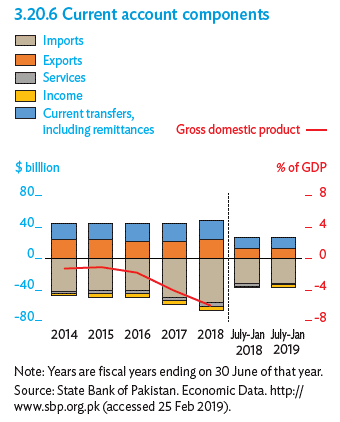 3.20.6 Current account components
Imports
Exports
Services
Income
Current transfers,
including remittances
Gross domestic product
$ billlion
% of GDP
80
8
40
4
0
0
–40
–4
–80
–8
2014 2015 2016 2017 2018 July-Jan July-Jan
2018 2019
Note: Years are fiscal years ending on 30 June of that year.
Source: State Bank of Pakistan. Economic Data. http://
www.sbp.org.pk (accessed 25 Feb 2019).